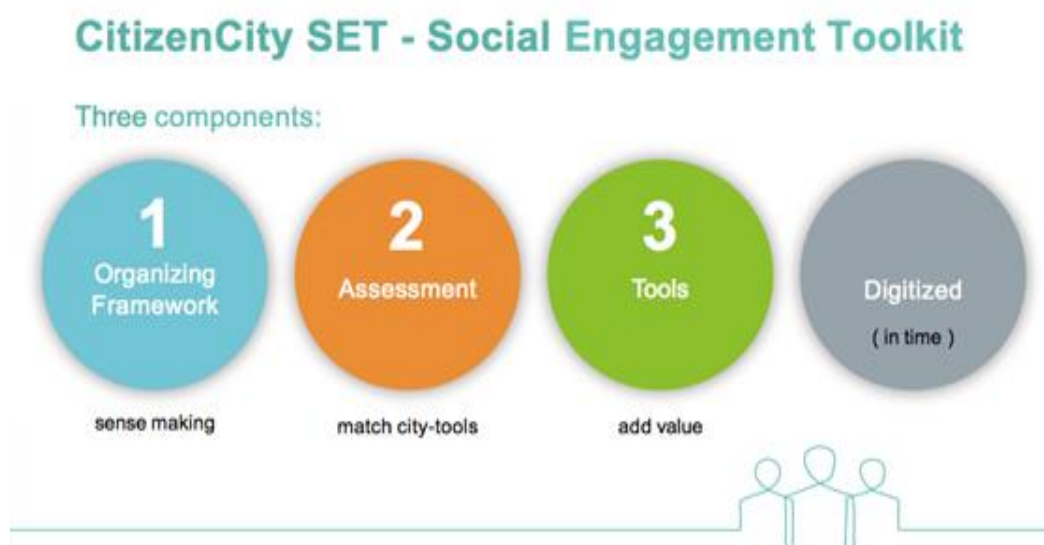 CitizenCity SET - Social Engagement Toolkit
Three components:
1
Organizing
Framework
sense making
2
Assessment
match city-tools
3
Tools
add value
Digitized
( in time )